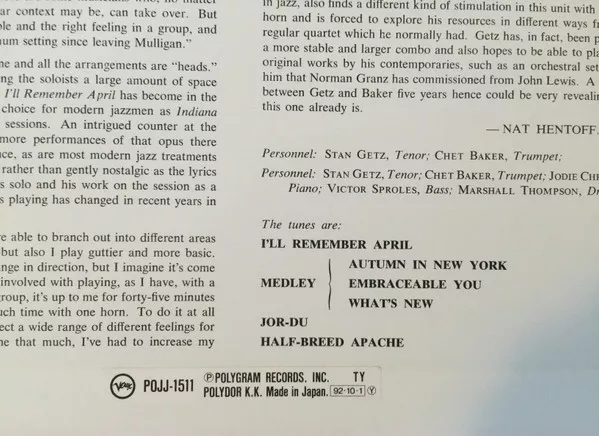 ar context may be, can take over. But
ble and the right feeling in a group, and
num setting since leaving Mulligan.”
ne and all the arrangements are “heads.”
ng the soloists a large amount of space
I’ll Remember April has become in the
choice for modern jazzmen as Indiana
sessions. An intrigued counter at the
more performances of that opus there
nce, as are most modern jazz treatments
rather than gently nostalgic as the lyrics
s solo and his work on the session as a
s playing has changed in recent years in
re able to branch out into different areas
but also I play guttier and more basic.
nge in direction, but I imagine it’s come
involved with playing, as I have, with a
group, it’s up to me for forty-five minutes
uch time with one horn. To do it at all
ect a wide range of different feelings for
ne that much, I’ve had to increase my
in jazz, also finds a different kind of stimulation in this unit with
horn and is forced to explore his resources in different ways fr
regular quartet which he normally had. Getz has, in fact, been p
a more stable and larger combo and also hopes to be able to pla
original works by his contemporaries, such as an orchestral set
him that Norman Granz has commissioned from John Lewis. A
between Getz and Baker five years hence could be very revealin
this one already is.
— NAT HENTOFF.
Personnel: STAN GETZ, Tenor; CHET BAKER, Trumpet;
Personnel: STAN GETZ, Tenor; CHET BAKER, Trumpet; JODIE CH
Piano; VICTOR SPROLES, Bass; MARSHALL THOMPSON, Dr
The tunes are:
I’LL REMEMBER APRIL
MEDLEY
AUTUMN IN NEW YORK
EMBRACEABLE YOU
WHAT’S NEW
JOR-DU
HALF-BREED APACHE
Verve POJJ-1511 ℗POLYGRAM RECORDS, INC. TY
POLYDOR K.K. Made in Japan. 92·10·1 Ⓨ